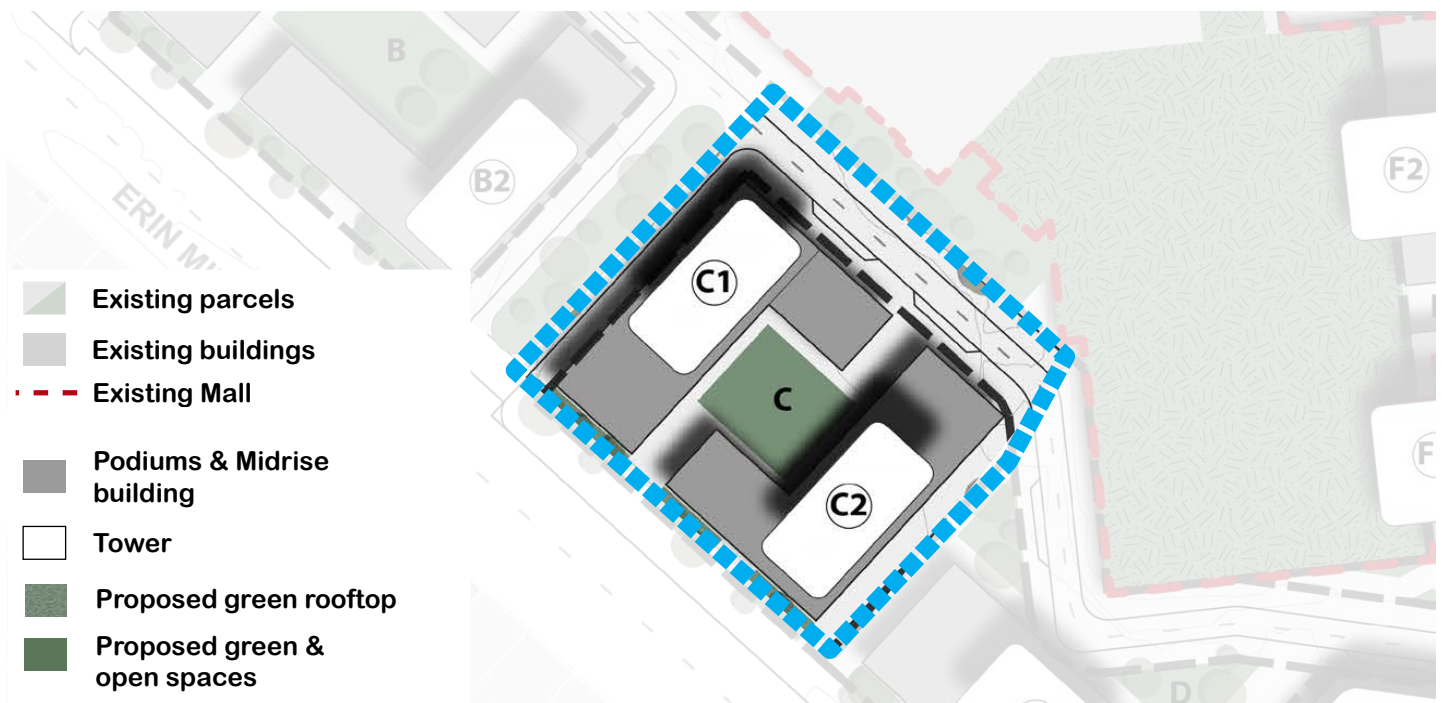 B
B2
F2
ERIN
C1
C
C2
F
D
Existing parcels
Existing buildings
Existing Mall
Podiums & Midrise
building
Tower
Proposed green rooftop
Proposed green &
open spaces